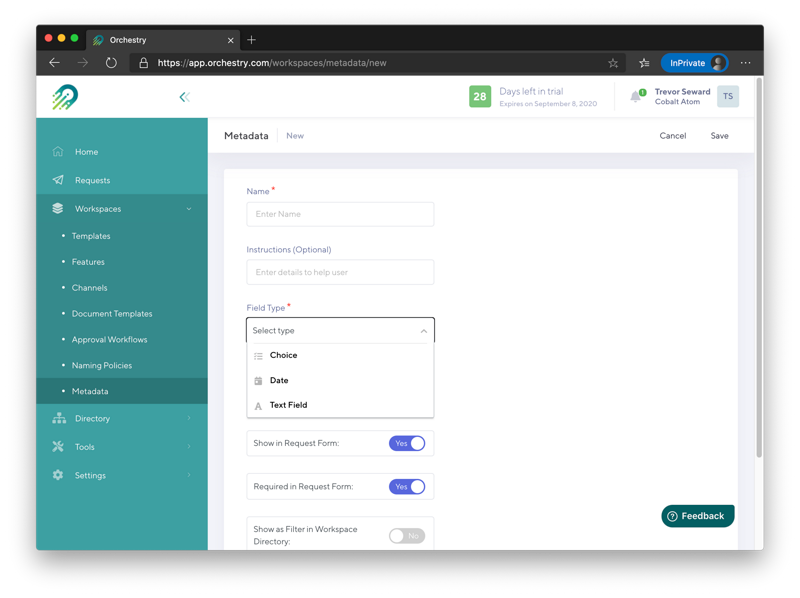 Orchestry
https://app.orchestry.com/workspaces/metadata/new
InPrivate
28
Days left in trial
Expires on September 8, 2020
1
Trevor Seward
Cobalt Atom
TS
Metadata
New
Cancel
Save
Home
Requests
Workspaces
Templates
Features
Channels
Document Templates
Approval Workflows
Naming Policies
Metadata
Directory
Tools
Settings
Name *
Enter Name
Instructions (Optional)
Enter details to help user
Field Type *
Select type
Choice
Date
A Text Field
Show in Request Form:
Yes
Required in Request Form:
Yes
Show as Filter in Workspace
Directory:
No
? Feedback